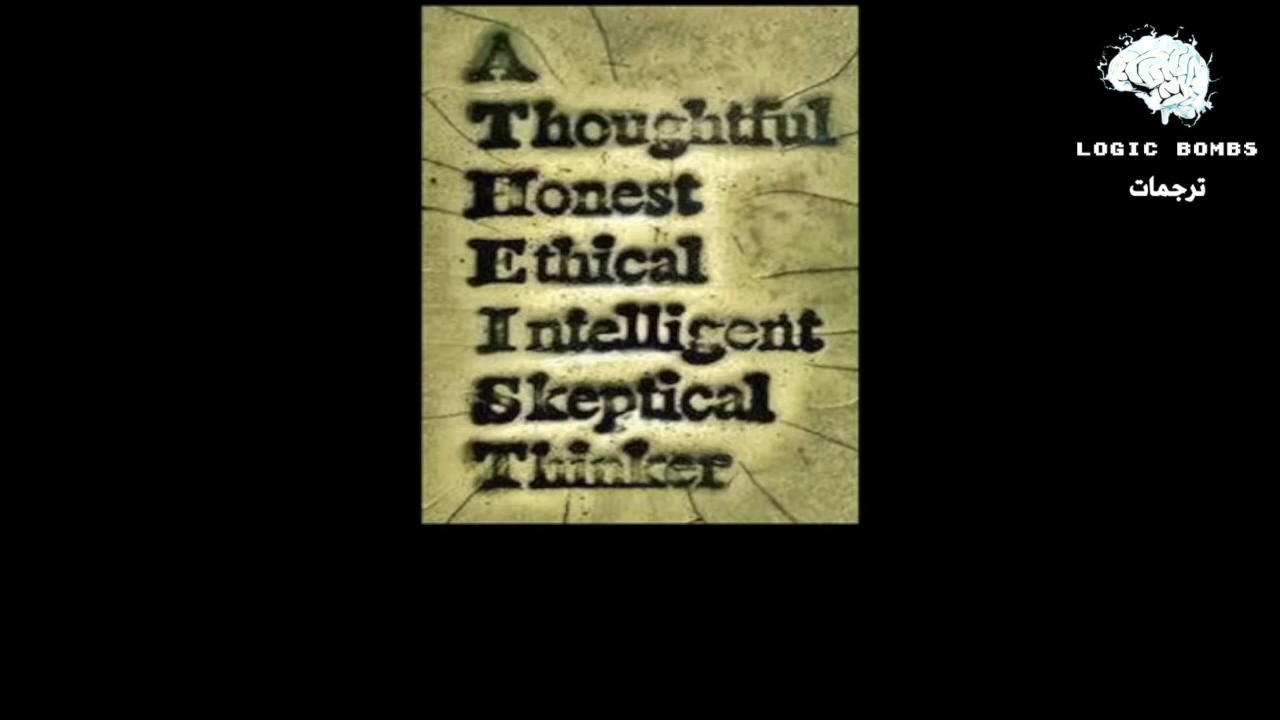 A
Thoughtful
Honest
Ethical
Intelligent
Skeptical
Thinker
LOGIC BOMBS
ترجمات